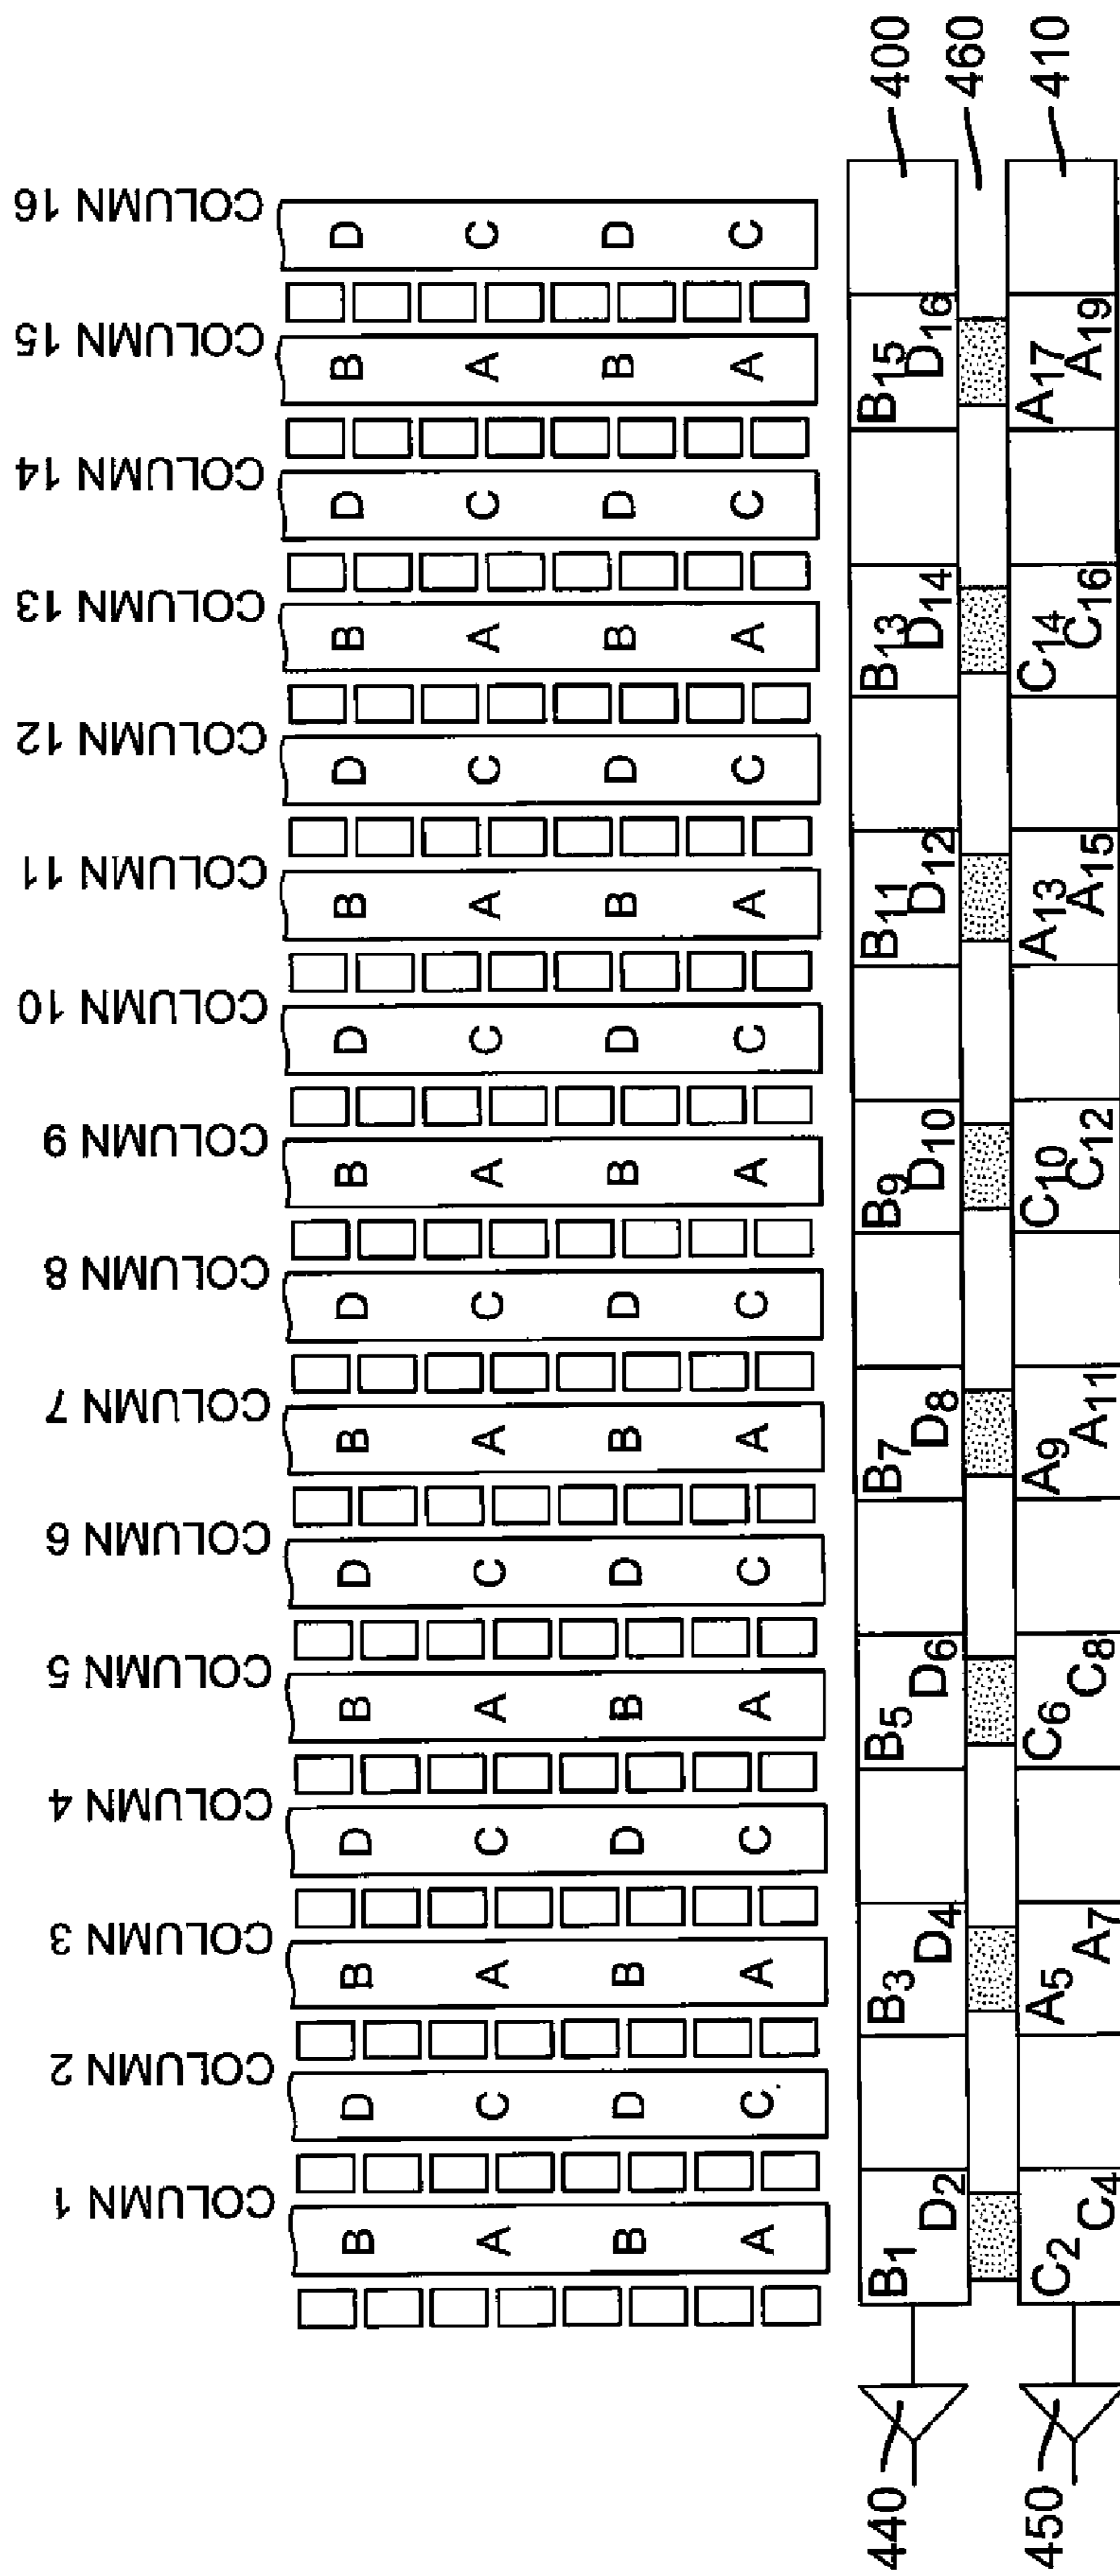 COLUMN 1
COLUMN 2
COLUMN 3
COLUMN 4
COLUMN 5
COLUMN 6
COLUMN 7
COLUMN 8
COLUMN 9
COLUMN 10
COLUMN 11
COLUMN 12
COLUMN 13
COLUMN 14
COLUMN 15
COLUMN 16
B D B D B D B D B D B D B D B D
A C A C A C A C A C A C A C A C
B D B D B D B D B D B D B D B D
A C A C A C A C A C A C A C A C
440
B1 D2
B3 D4
B5 D6
B7 D8
B9 D10
B11 D12
B13 D14
B15 D16
400
460
450
C2 C4
A5 A7
C6 C8
A9 A11
C10 C12
A13 A15
C14 C16
A17 A19
410